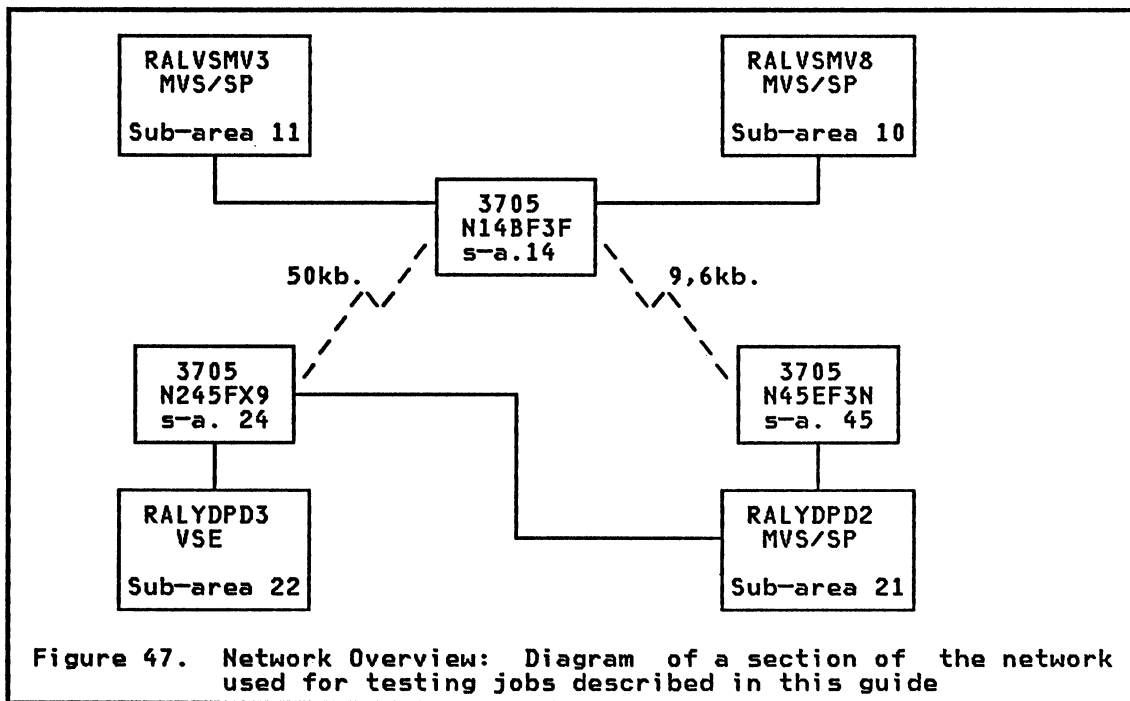 RALVSMV3
MVS/SP
Sub-area 11
RALVSMV8
MVS/SP
Sub-area 10
3705
N14BF3F
s-a.14
50kb.
9,6kb.
3705
N245FX9
s-a. 24
3705
N45EF3N
s-a. 45
RALYDPD3
VSE
Sub-area 22
RALYDPD2
MVS/SP
Sub-area 21
Figure 47. Network Overview: Diagram of a section of the network
used for testing jobs described in this guide